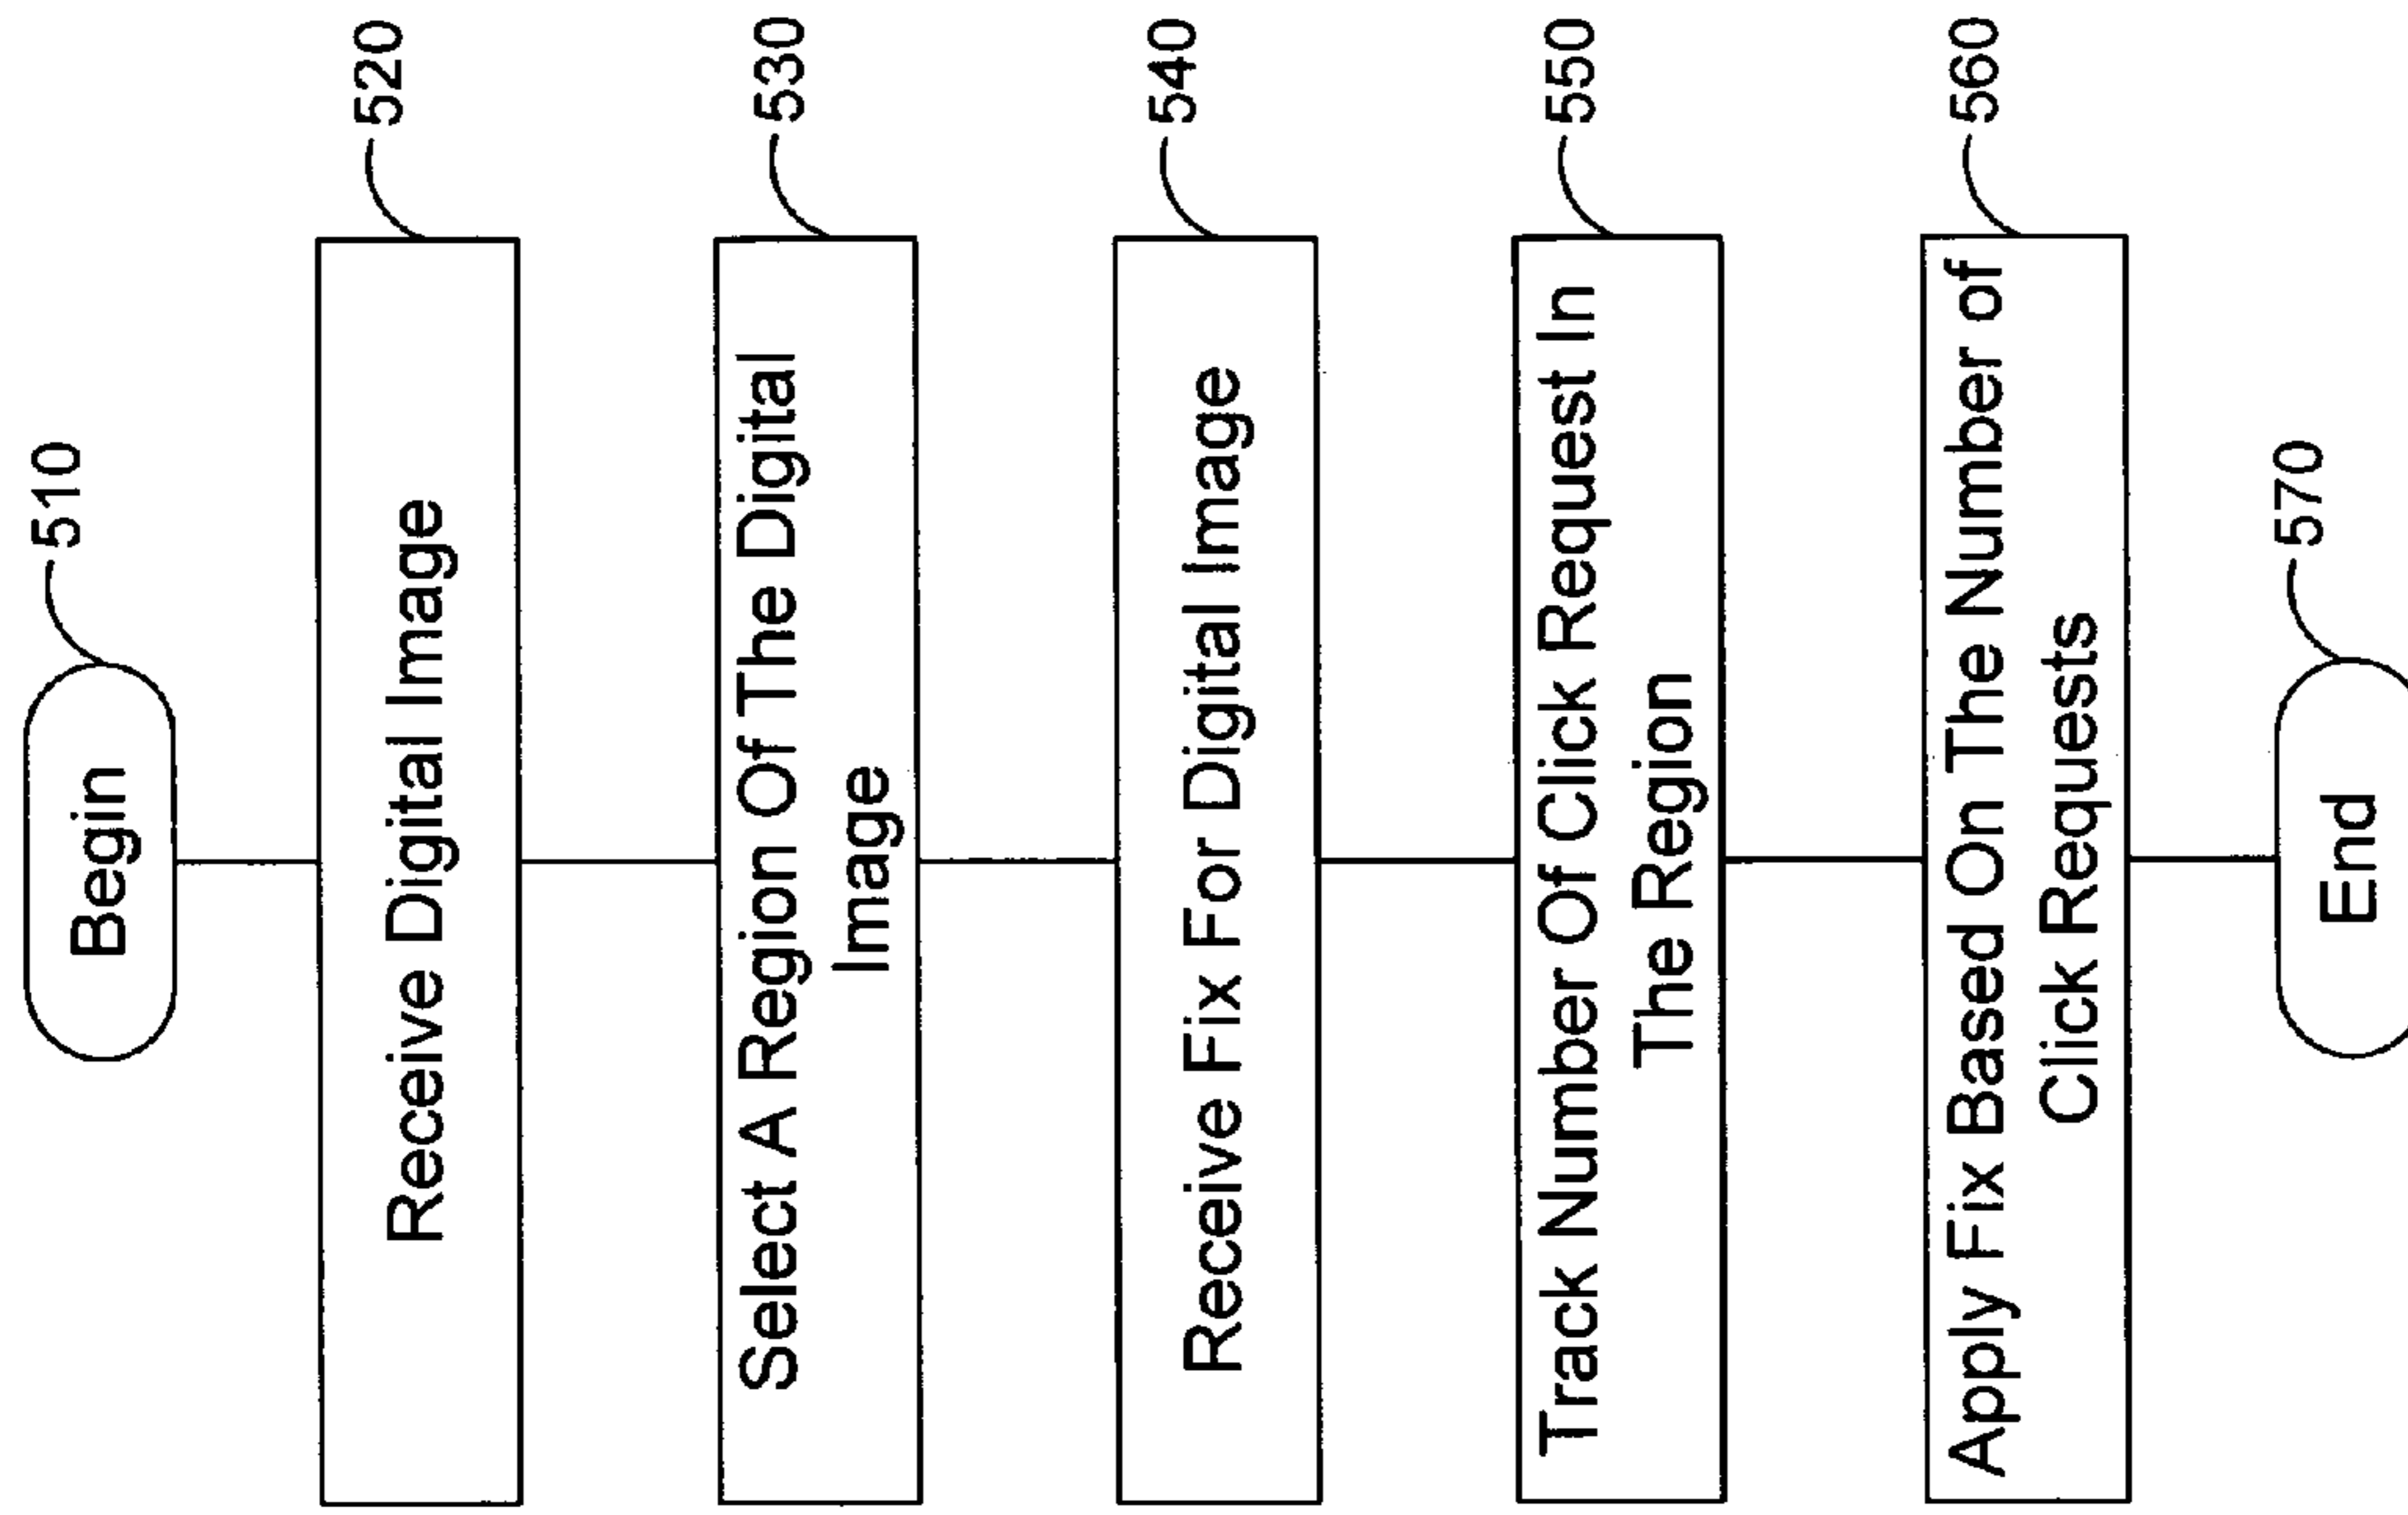 Begin
510
Receive Digital Image
520
Select A Region Of The Digital
Image
530
Receive Fix For Digital Image
540
Track Number Of Click Request In
The Region
550
Apply Fix Based On The Number of
Click Requests
560
End
570